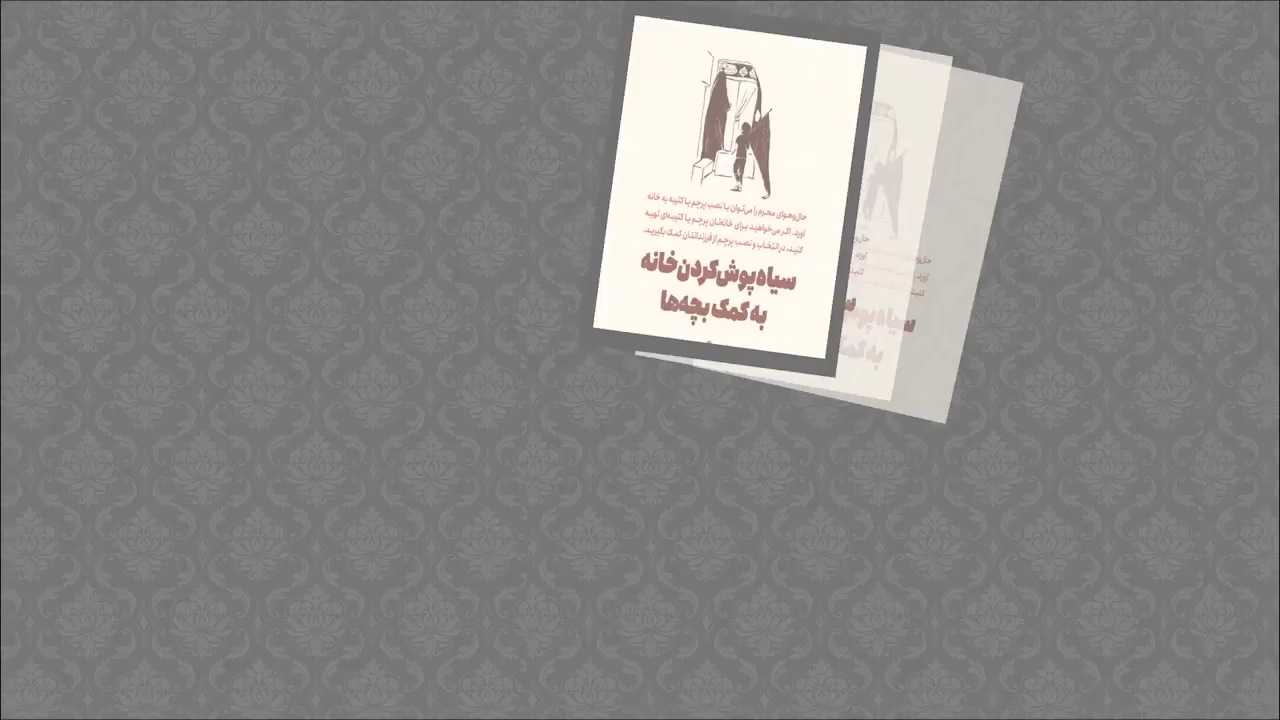 حال‌وهوای محرم را می‌توان با نصب پرچم یا کتیبه به خانه
آورد. اگر می‌خواهید برای خانه‌تان پرچم یا کتیبه‌ای تهیه
کنید، در انتخاب و نصب پرچم از فرزندانتان کمک بگیرید.
سیاه‌پوش‌کردن خانه
به کمک بچه‌ها